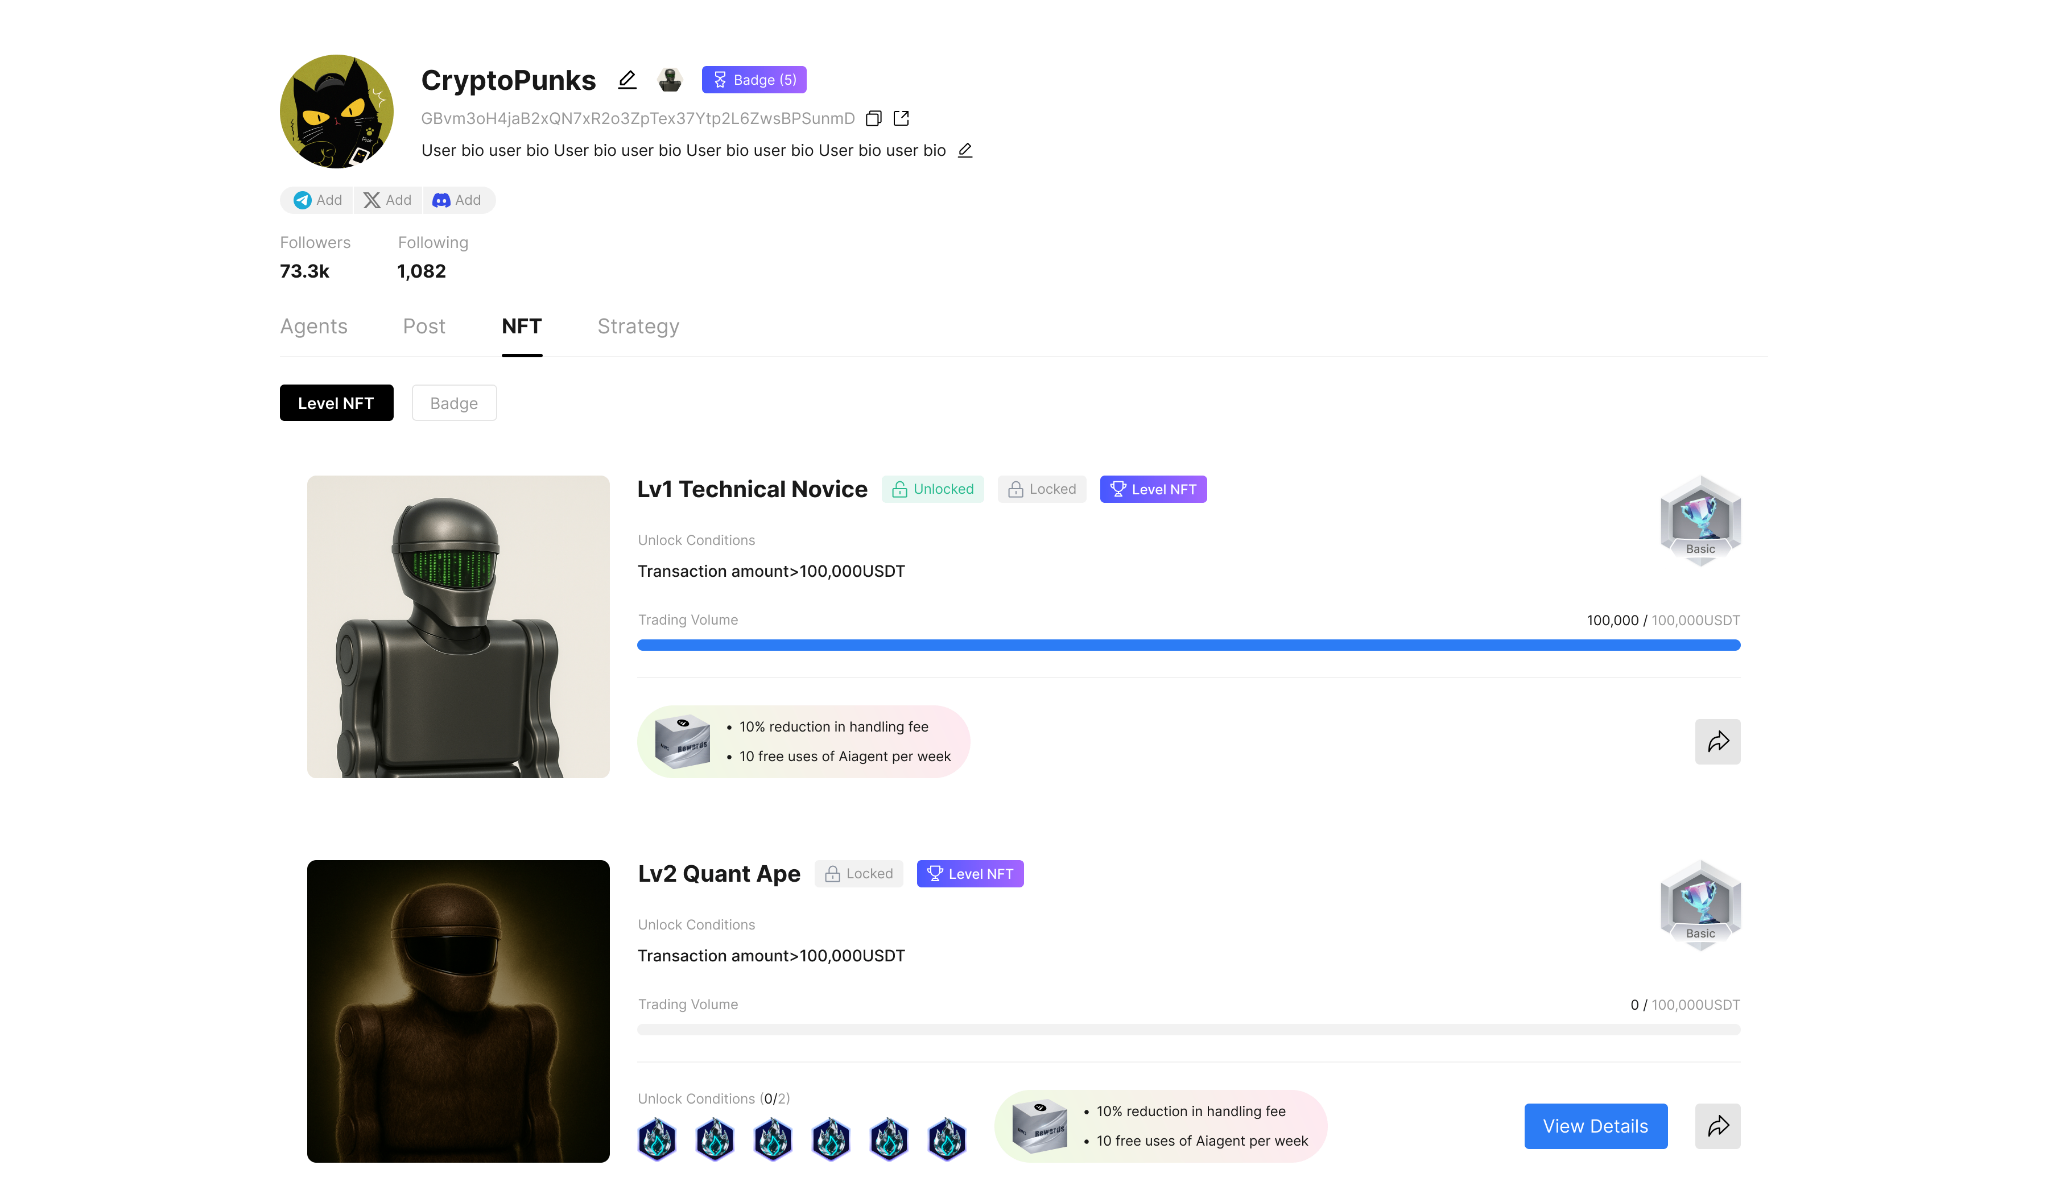 CryptoPunks
Badge (5)
GBvm3oH4jaB2xQN7xR2o3ZpTex37Ytp2L6ZwsBPSunmD
User bio user bio User bio user bio User bio user bio User bio user bio
Add Add Add
Followers Following
73.3k 1,082
Agents Post NFT Strategy
Level NFT Badge
Lv1 Technical Novice Unlocked Locked Level NFT
Basic
Unlock Conditions
Transaction amount>100,000USDT
Trading Volume 100,000 / 100,000USDT
Rewards
• 10% reduction in handling fee
• 10 free uses of Aiagent per week
Lv2 Quant Ape Locked Level NFT
Basic
Unlock Conditions
Transaction amount>100,000USDT
Trading Volume 0 / 100,000USDT
Unlock Conditions (0/2)
Rewards
• 10% reduction in handling fee
• 10 free uses of Aiagent per week
View Details